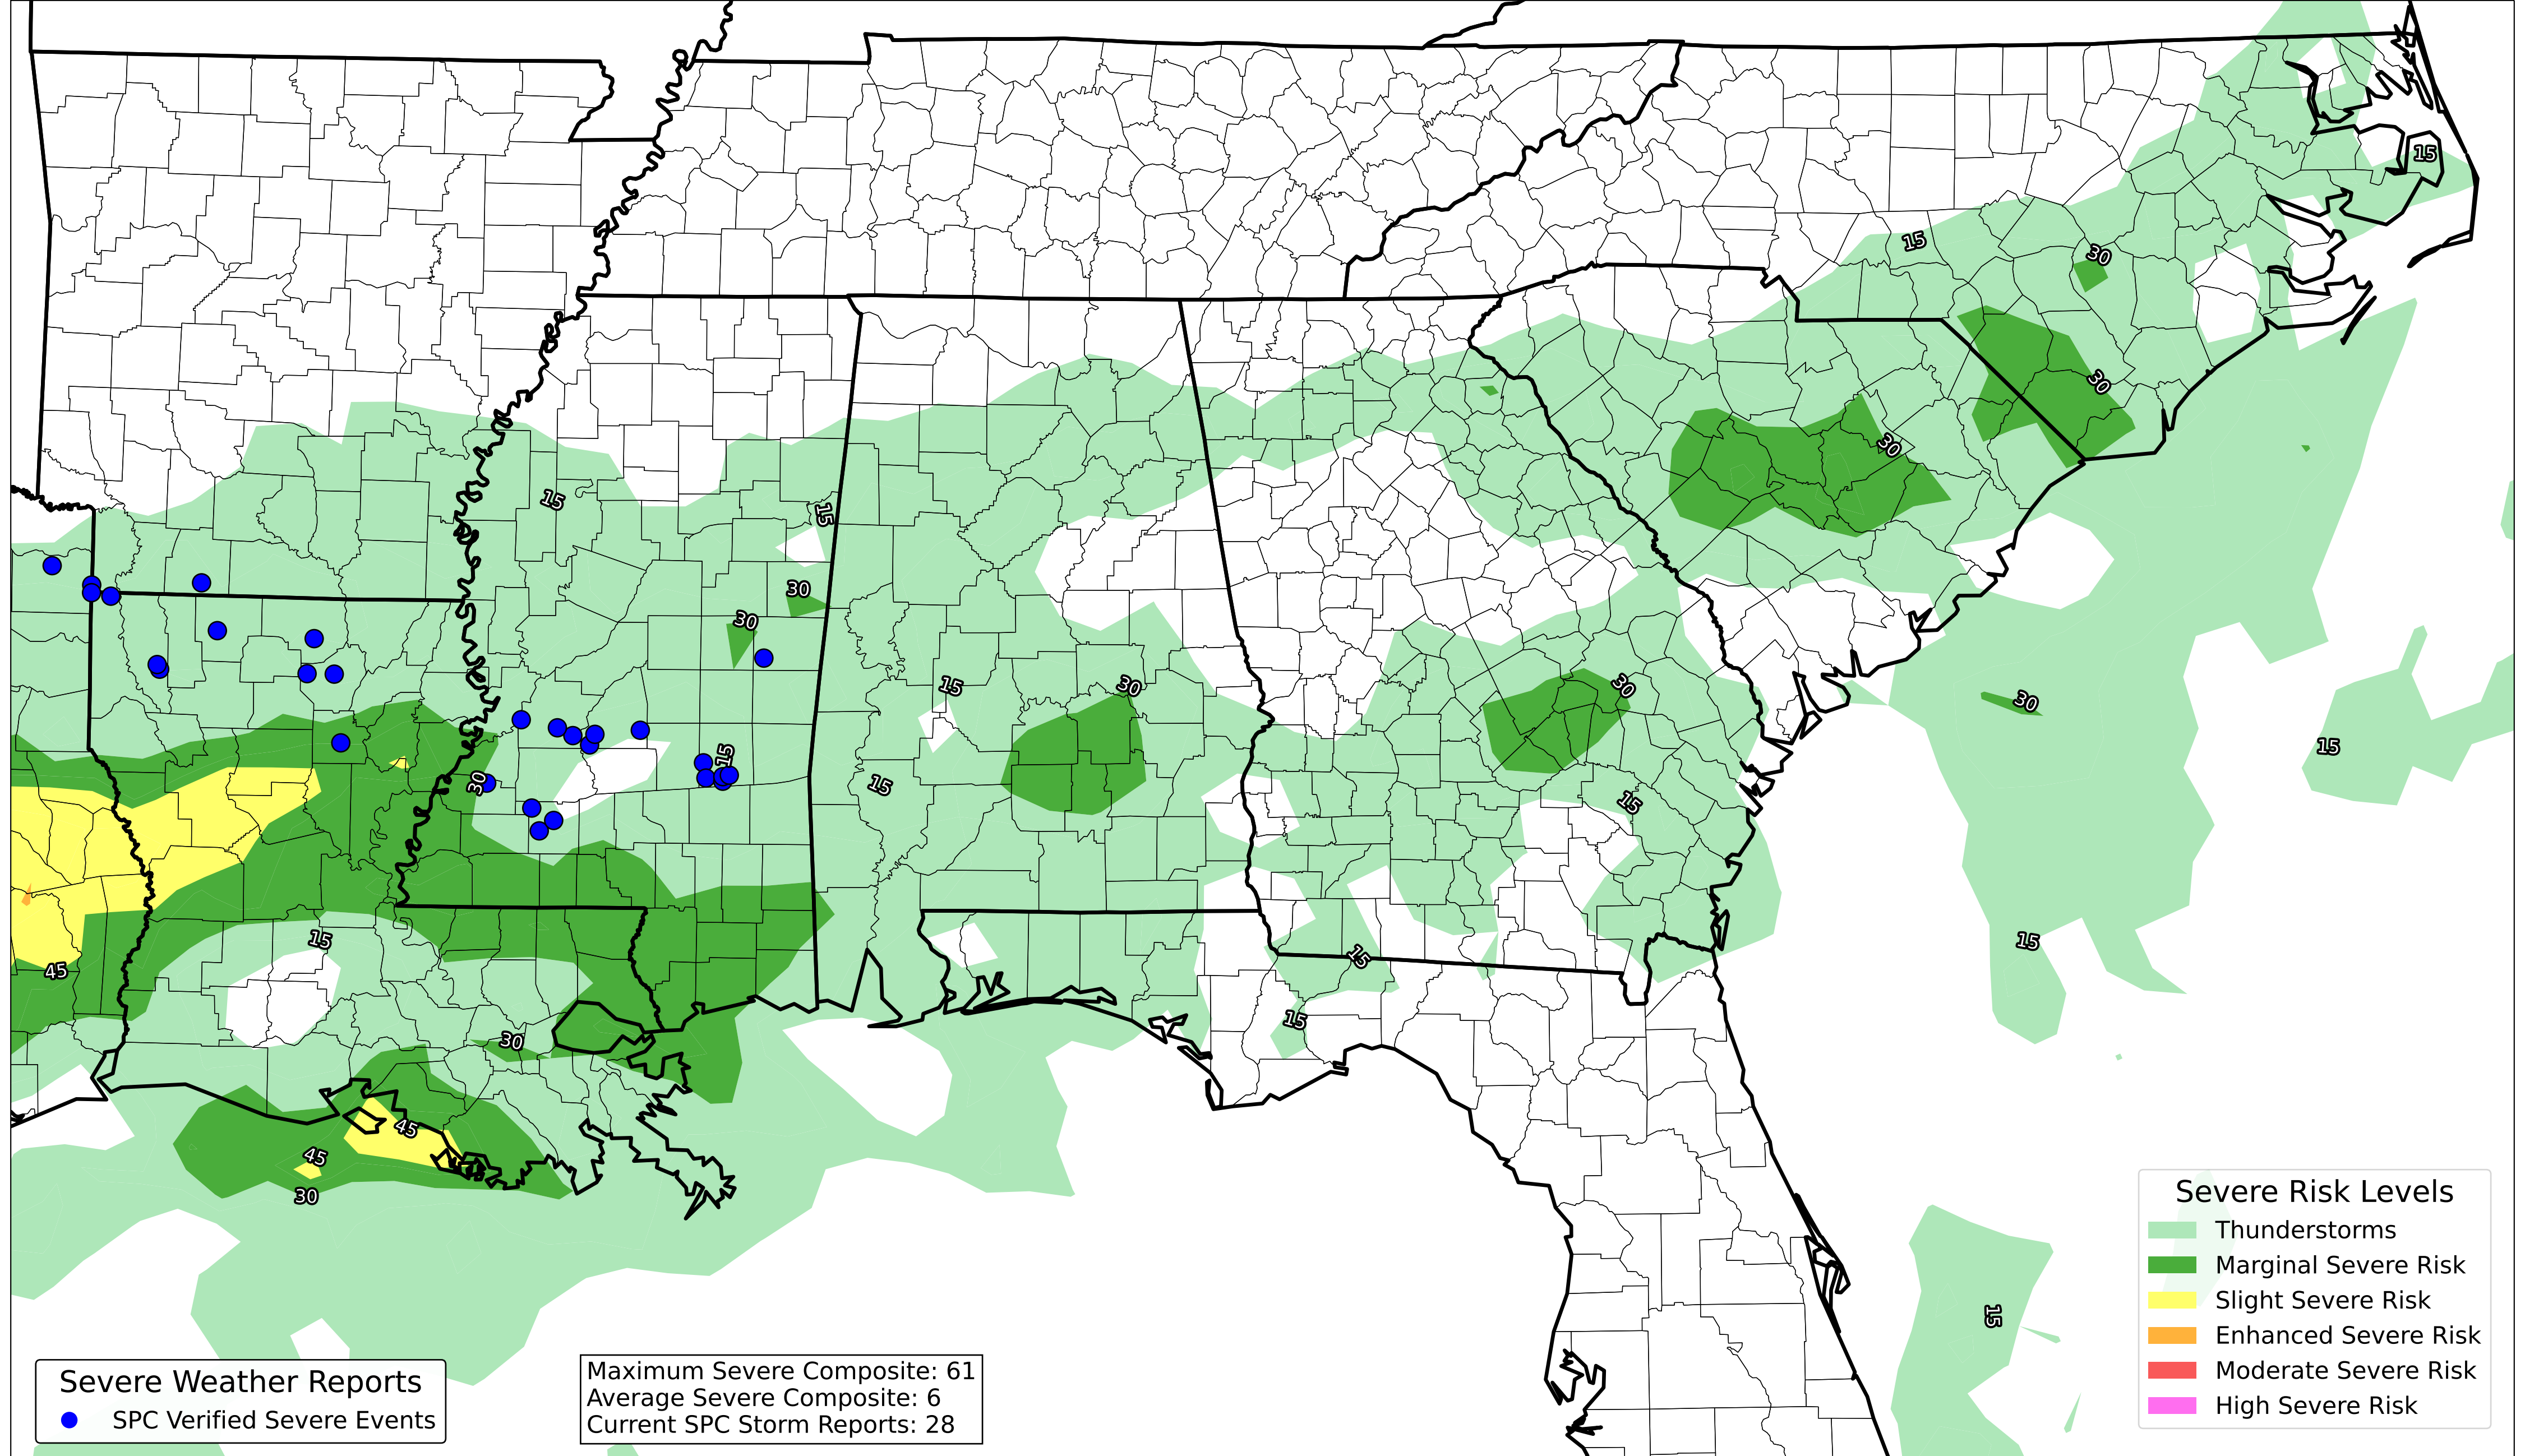 15
15
30
30
30
15
15
30
30
15
30
30
30
15
15
15
30
15
15
30
45
15
15
15
15
30
45
45
30
15
Severe Risk Levels
Thunderstorms
Marginal Severe Risk
Slight Severe Risk
Enhanced Severe Risk
Moderate Severe Risk
High Severe Risk
Severe Weather Reports
SPC Verified Severe Events
Maximum Severe Composite: 61
Average Severe Composite: 6
Current SPC Storm Reports: 28